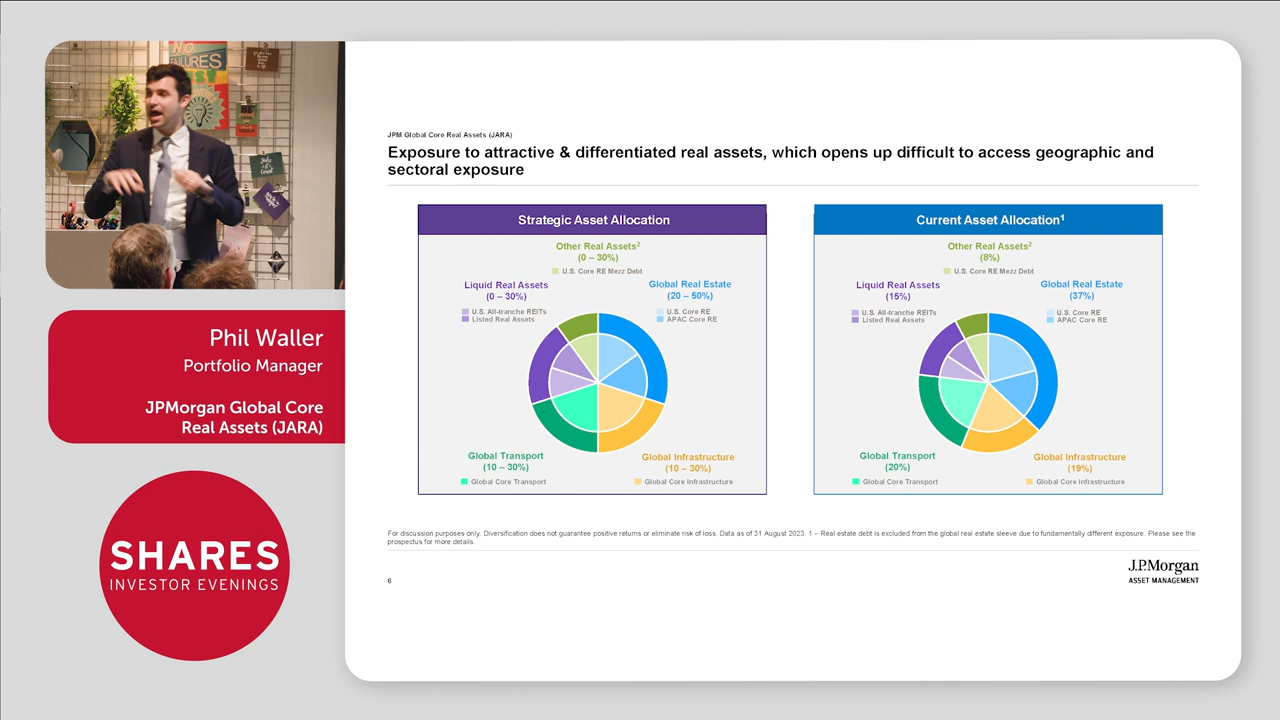 NO
FAILURES
Phil Waller
Portfolio Manager
JPMorgan Global Core
Real Assets (JARA)
SHARES
INVESTOR EVENINGS
JPM Global Core Real Assets (JARA)
Exposure to attractive & differentiated real assets, which opens up difficult to access geographic and
sectoral exposure
Strategic Asset Allocation
Other Real Assets²
(0 – 30%)
U.S. Core RE Mezz Debt
Liquid Real Assets
(0 – 30%)
U.S. All-tranche REITs
Listed Real Assets
Global Real Estate
(20 – 50%)
U.S. Core RE
APAC Core RE
Global Transport
(10 – 30%)
Global Core Transport
Global Infrastructure
(10 – 30%)
Global Core Infrastructure
Current Asset Allocation¹
Other Real Assets²
(8%)
U.S. Core RE Mezz Debt
Liquid Real Assets
(15%)
U.S. All-tranche REITs
Listed Real Assets
Global Real Estate
(37%)
U.S. Core RE
APAC Core RE
Global Transport
(20%)
Global Core Transport
Global Infrastructure
(19%)
Global Core Infrastructure
For discussion purposes only. Diversification does not guarantee positive returns or eliminate risk of loss. Data as of 31 August 2023. 1 – Real estate debt is excluded from the global real estate sleeve due to fundamentally different exposure. Please see the
prospectus for more details.
6
J.P.Morgan
ASSET MANAGEMENT